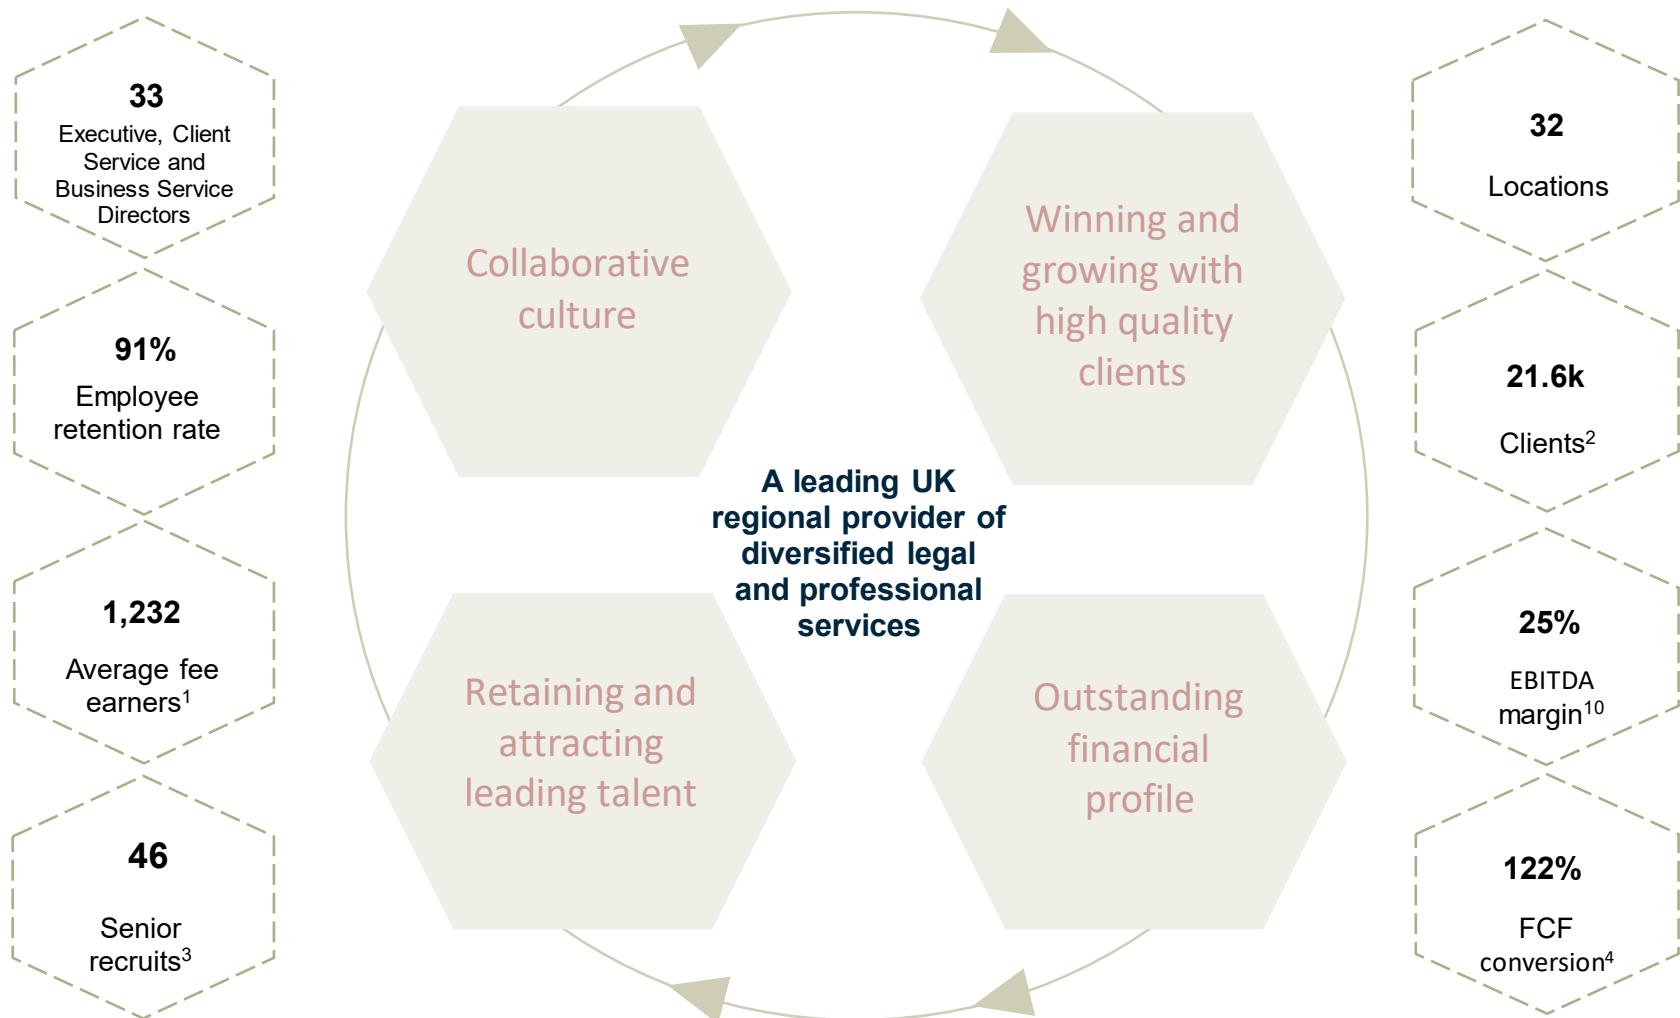 33
Executive, Client
Service and
Business Service
Directors
91%
Employee
retention rate
1,232
Average fee
earners¹
46
Senior
recruits³
Collaborative
culture
Winning and
growing with
high quality
clients
A leading UK
regional provider of
diversified legal
and professional
services
Retaining and
attracting
leading talent
Outstanding
financial
profile
32
Locations
21.6k
Clients²
25%
EBITDA
margin¹⁰
122%
FCF
conversion⁴